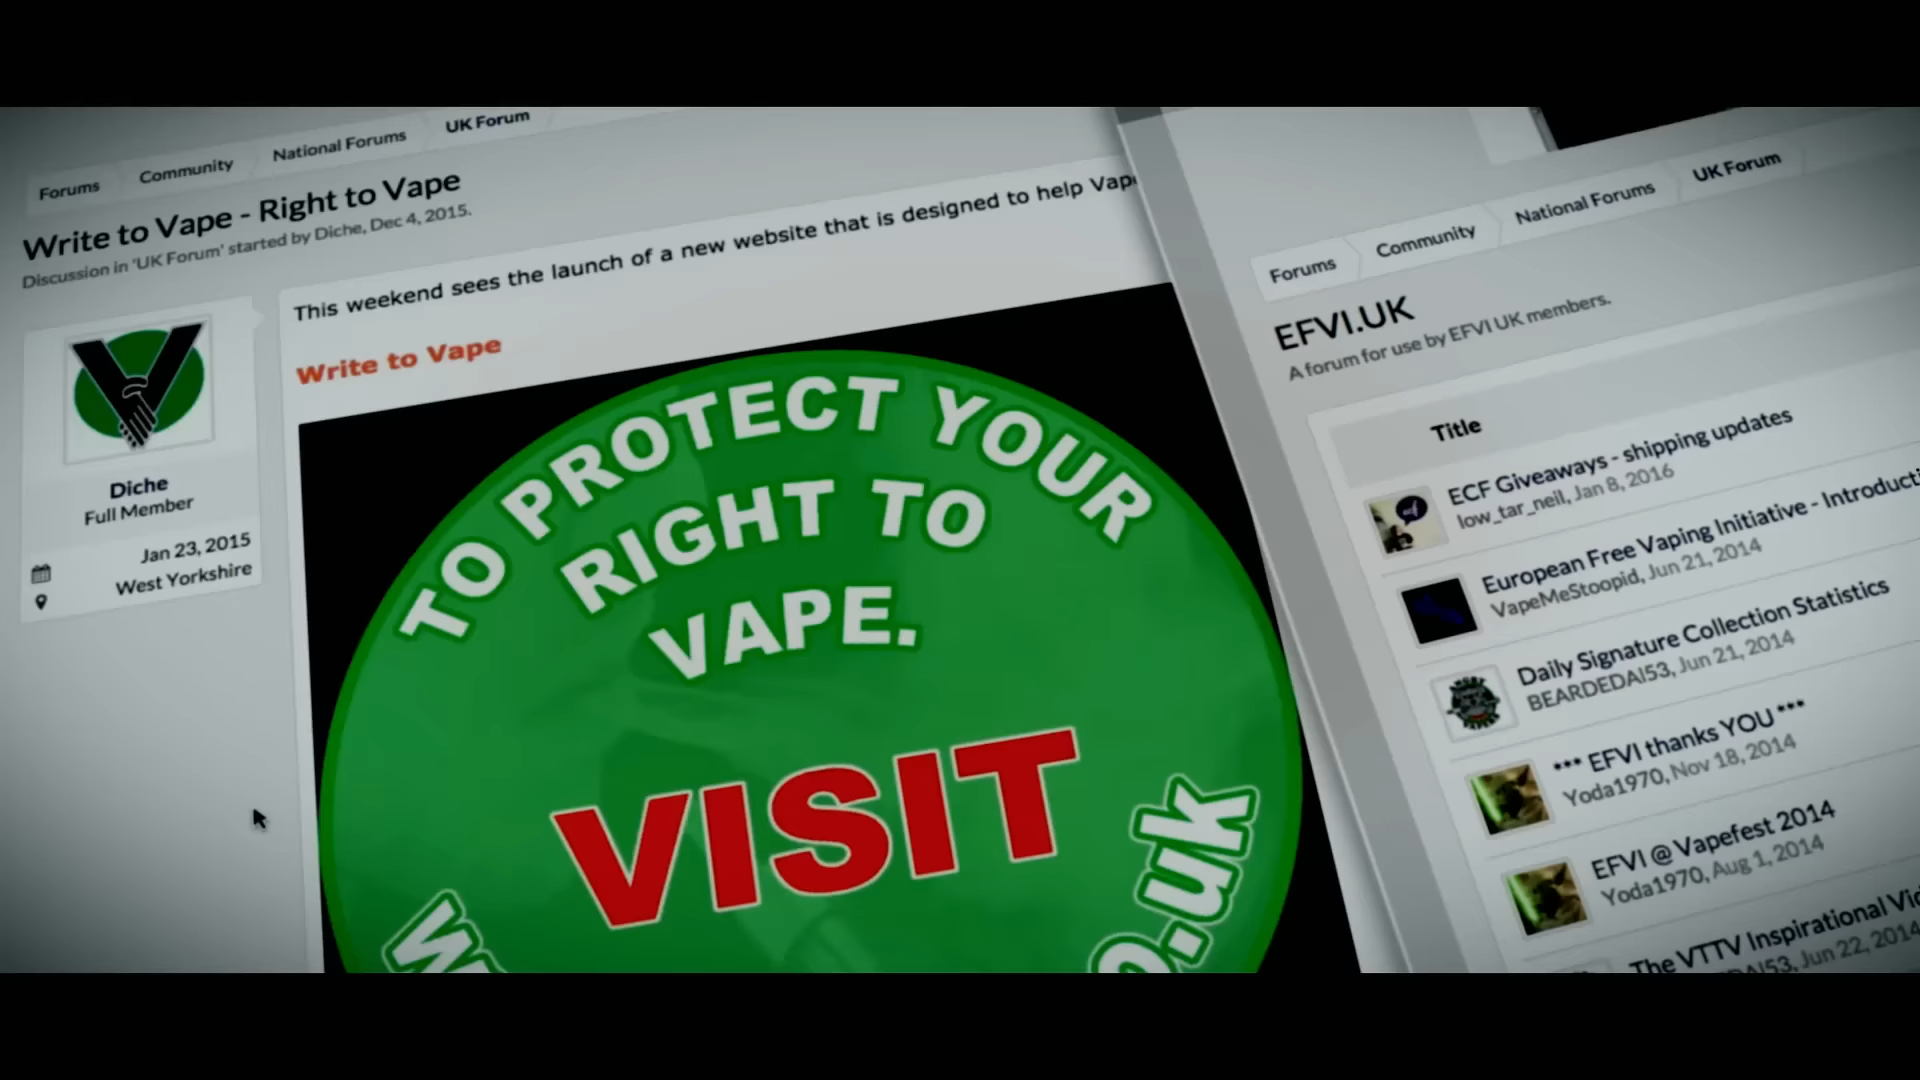 Forums
Community
National Forums
UK Forum
Write to Vape - Right to Vape
Discussion in 'UK Forum' started by Diche, Dec 4, 2015.
Diche
Full Member
Jan 23, 2015
West Yorkshire
This weekend sees the launch of a new website that is designed to help
Write to Vape
TO PROTECT YOUR
RIGHT TO
VAPE.
VISIT
Forums
Community
National Forums
UK Forum
EFVI.UK
A forum for use by EFVI UK members.
Title
ECF Giveaways - shipping updates
low_tar_neil, Jan 8, 2016
European Free Vaping Initiative -
VapeMeStoopid, Jun 21, 2014
Daily Signature Collection Statistics
BEARDEDAI53, Jun 21, 2014
*** EFVI thanks YOU ***
Yoda1970, Nov 18, 2014
EFVI @ Vapefest 2014
Yoda1970, Aug 1, 2014
The VTTV Inspirational
Jun 22, 2014